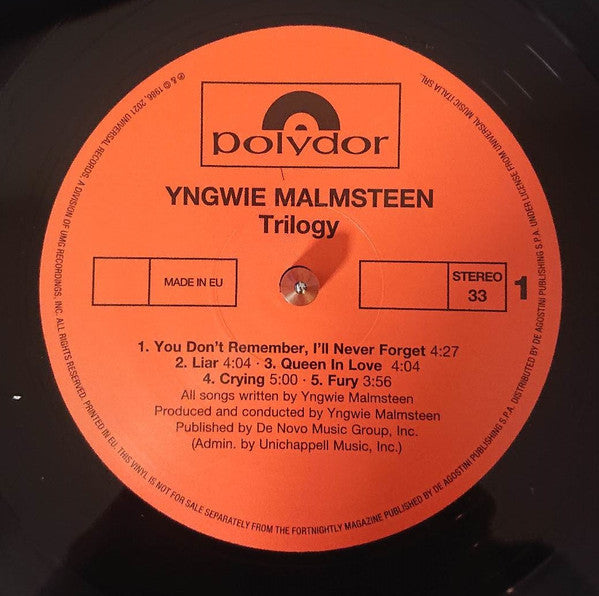 polydor
YNGWIE MALMSTEEN
Trilogy
MADE IN EU
STEREO
33
1
1. You Don't Remember, I'll Never Forget 4:27
2. Liar 4:04 · 3. Queen In Love 4:04
4. Crying 5:00 · 5. Fury 3:56
All songs written by Yngwie Malmsteen
Produced and conducted by Yngwie Malmsteen
Published by De Novo Music Group, Inc.
(Admin. by Unichappell Music, Inc.)
℗ & © 1986, 2021 UNIVERSAL RECORDS, A DIVISION OF UMG RECORDINGS, INC. ALL RIGHTS RESERVED. PRINTED IN EU. THIS VINYL IS NOT FOR SALE SEPARATELY FROM THE FORTNIGHTLY MAGAZINE PUBLISHED BY DE AGOSTINI PUBLISHING S.P.A. DISTRIBUTED BY DE AGOSTINI PUBLISHING S.P.A. UNDER LICENSE FROM UNIVERSAL MUSIC ITALIA SRL